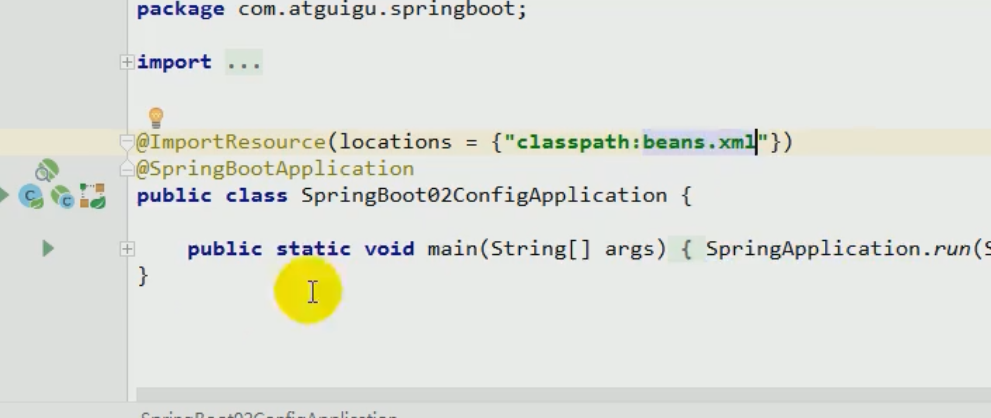 package com.atguigu.springboot;
import ...
@ImportResource(locations = {"classpath:beans.xml"})
@SpringBootApplication
public class SpringBoot02ConfigApplication {
public static void main(String[] args) { SpringApplication.run(S
}
SpringBoot02ConfigApplication